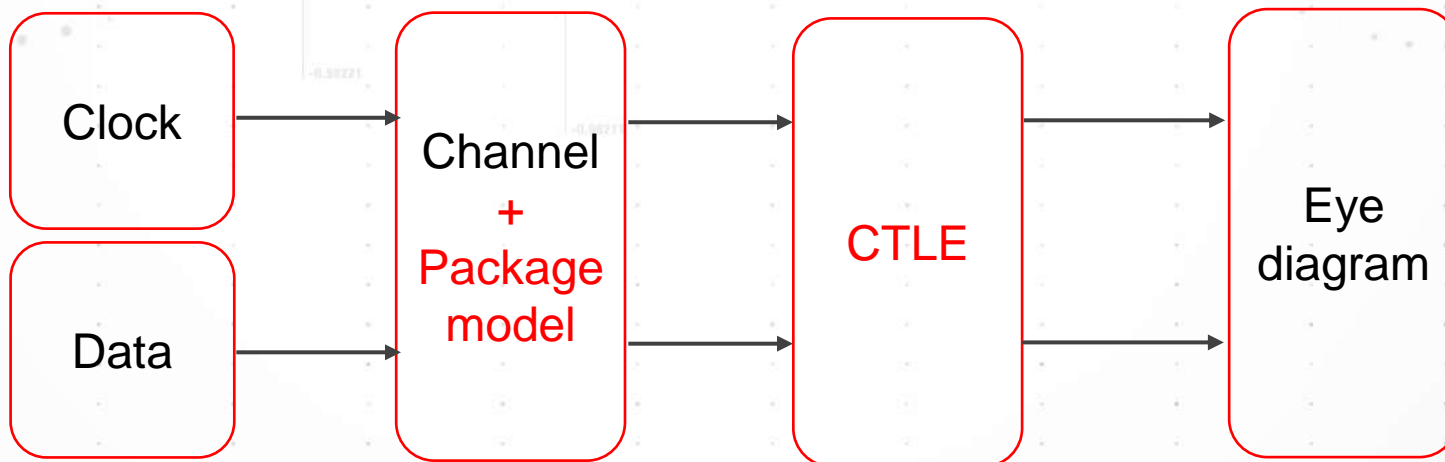 Clock
Data
Channel
+
Package
model
CTLE
Eye
diagram